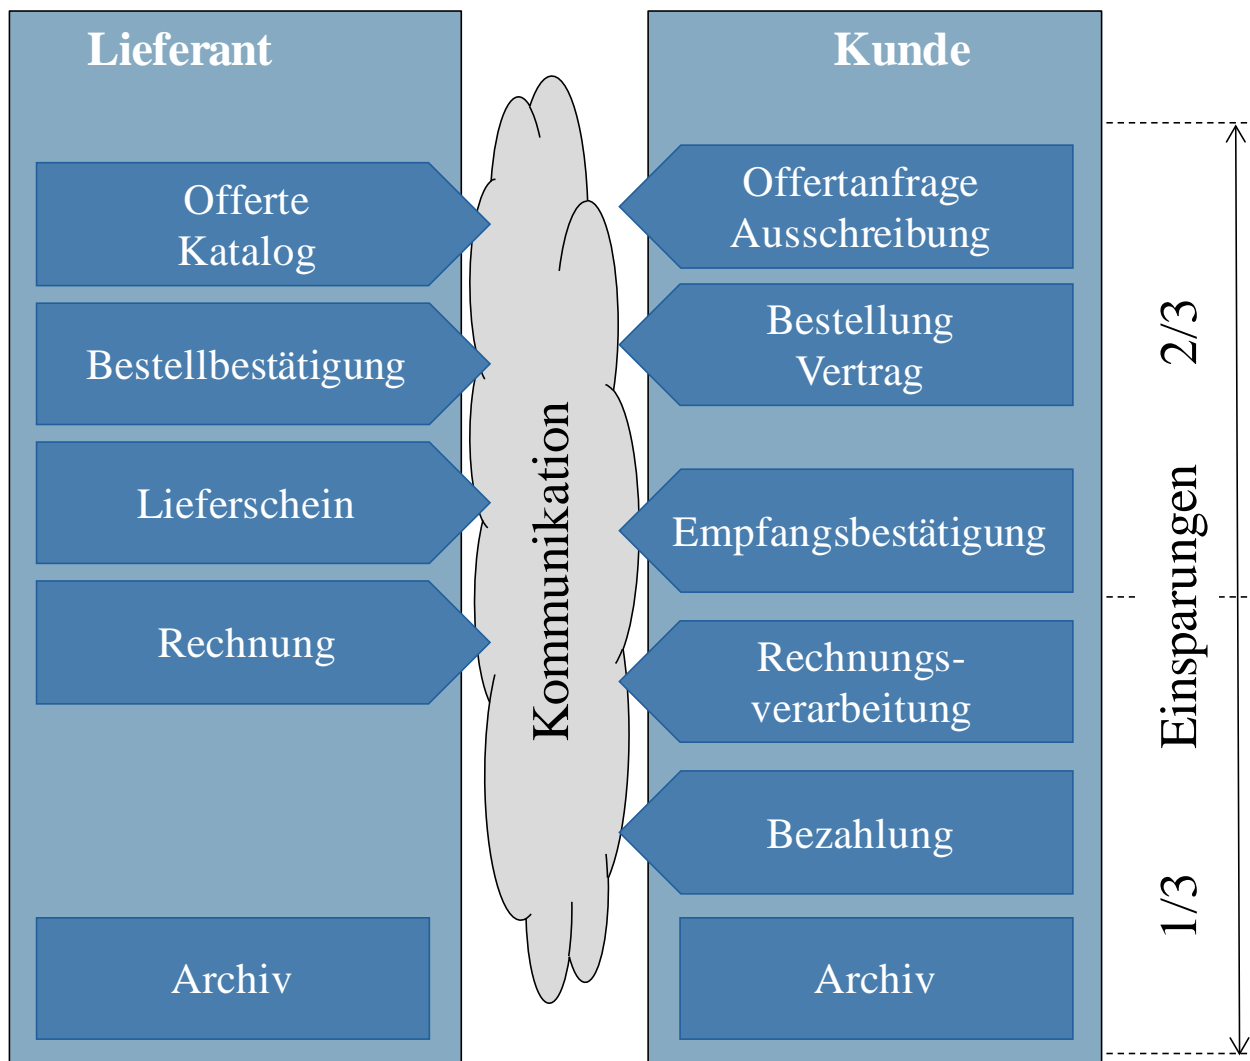 Lieferant
Offerte
Katalog
Bestellbestätigung
Lieferschein
Rechnung
Archiv
Kommunikation
Kunde
Offertanfrage
Ausschreibung
Bestellung
Vertrag
Empfangsbestätigung
Rechnungs-
verarbeitung
Bezahlung
Archiv
2/3
Einsparungen
1/3